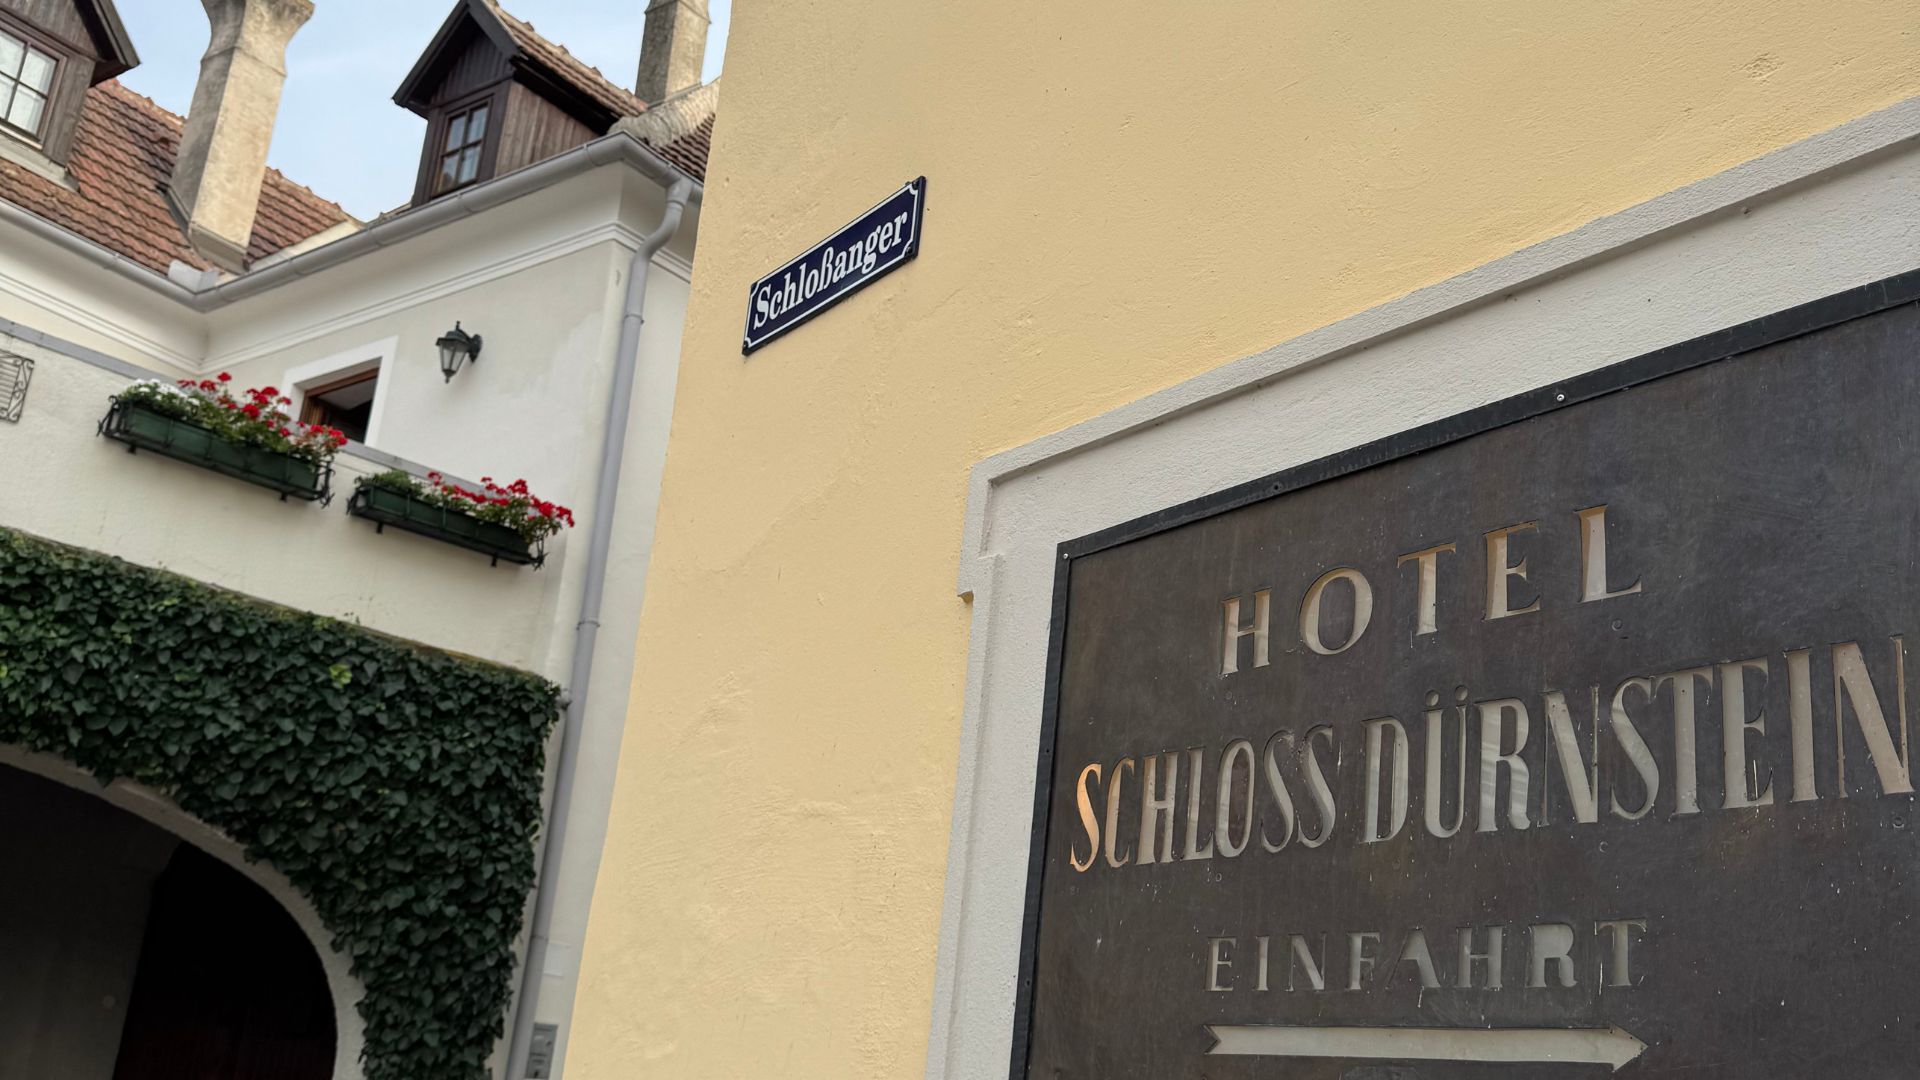 Schloßanger
HOTEL
SCHLOSS DÜRNSTEIN
EINFAHRT